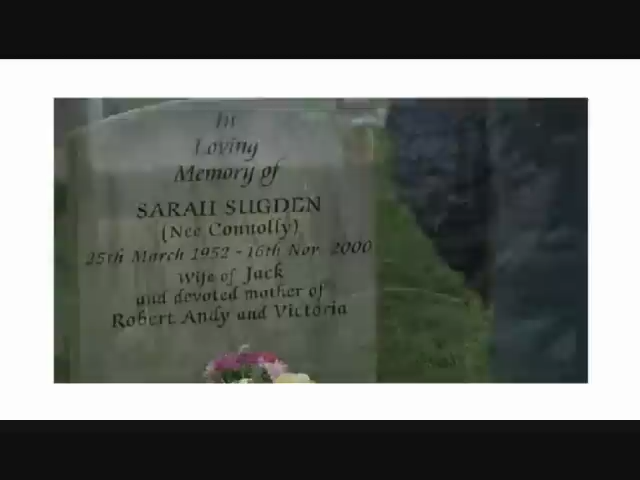 In
Loving
Memory of
SARAH SUGDEN
(Nee Connolly)
25th March 1952 - 16th Nov 2000
Wife of Jack
and devoted mother of
Robert Andy and Victoria